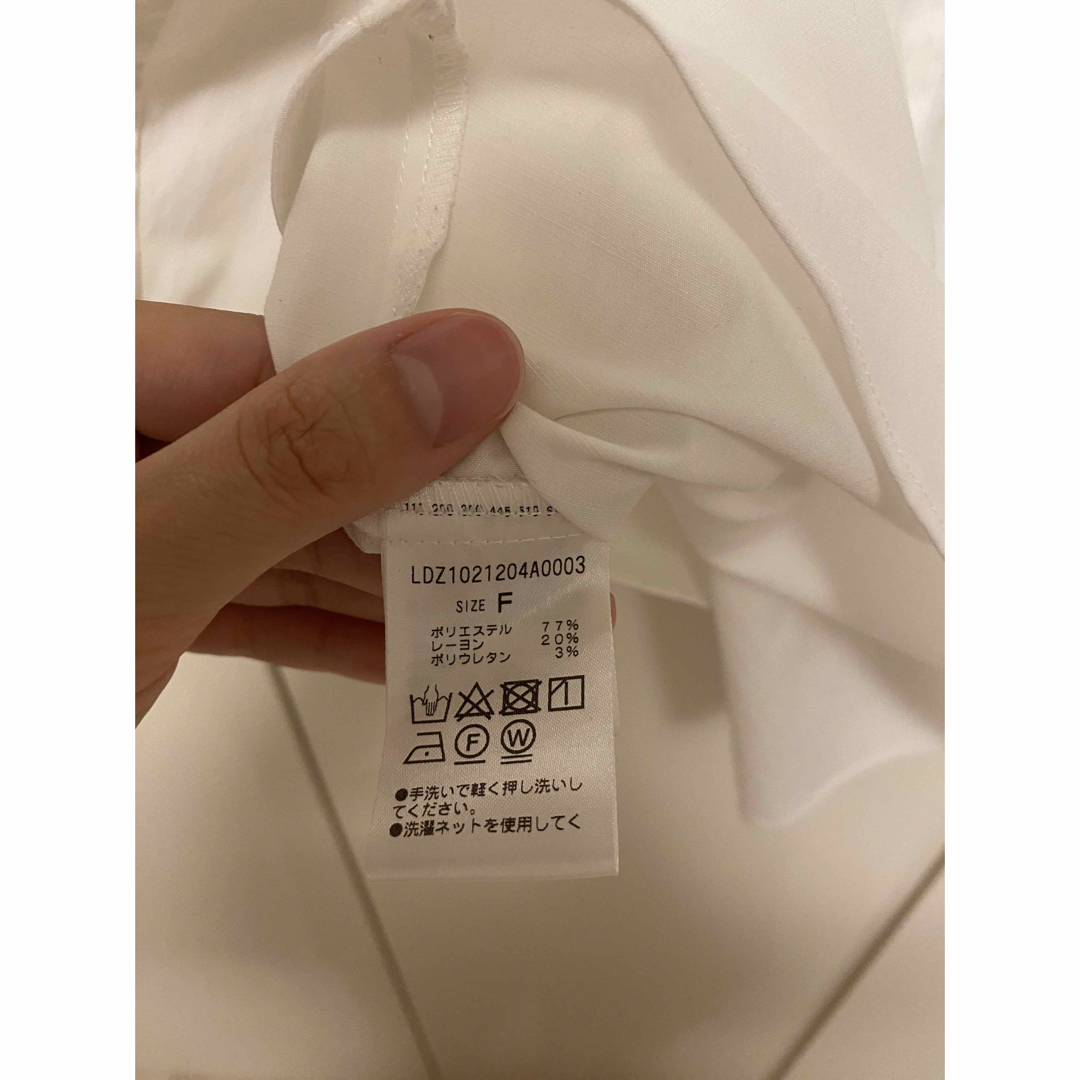 LDZ1021204A0003
SIZE F
ポリエステル 77%
レーヨン 20%
ポリウレタン 3%
F W
●手洗いで軽く押し洗いし
てください。
●洗濯ネットを使用してく